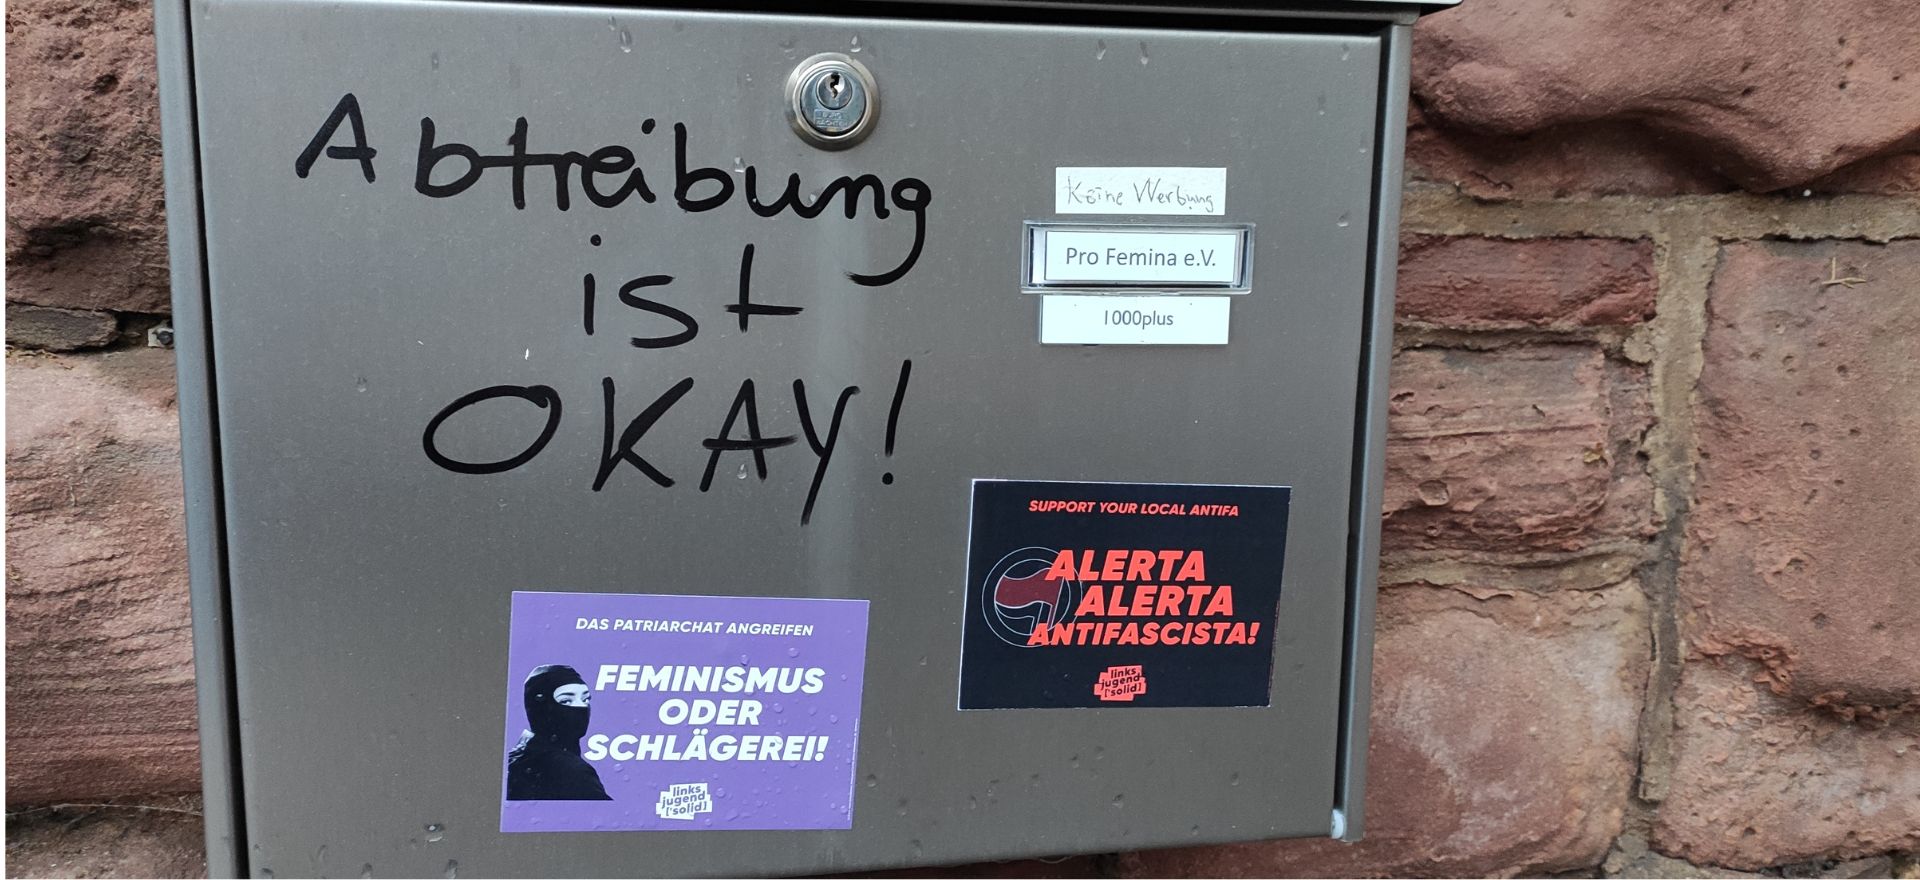 Abtreibung
ist
OKAY!
Keine Werbung
Pro Femina e.V.
1000plus
SUPPORT YOUR LOCAL ANTIFA
ALERTA
ALERTA
ANTIFASCISTA!
links
jugend
['solid]
DAS PATRIARCHAT ANGREIFEN
FEMINISMUS
ODER
SCHLÄGEREI!
links
jugend
['solid]